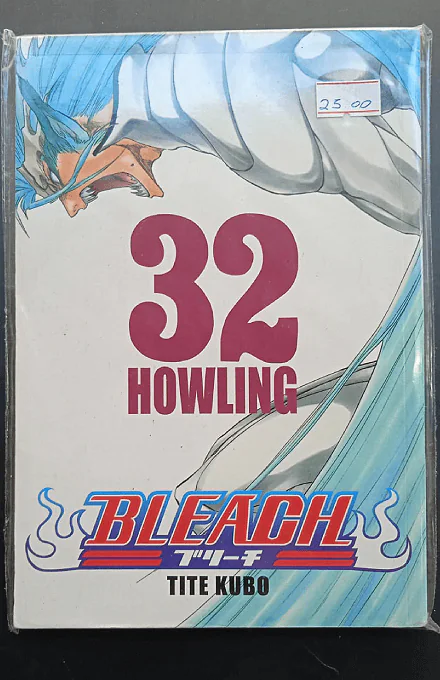 25 00
32
HOWLING
BLEACH
ブリーチ
TITE KUBO